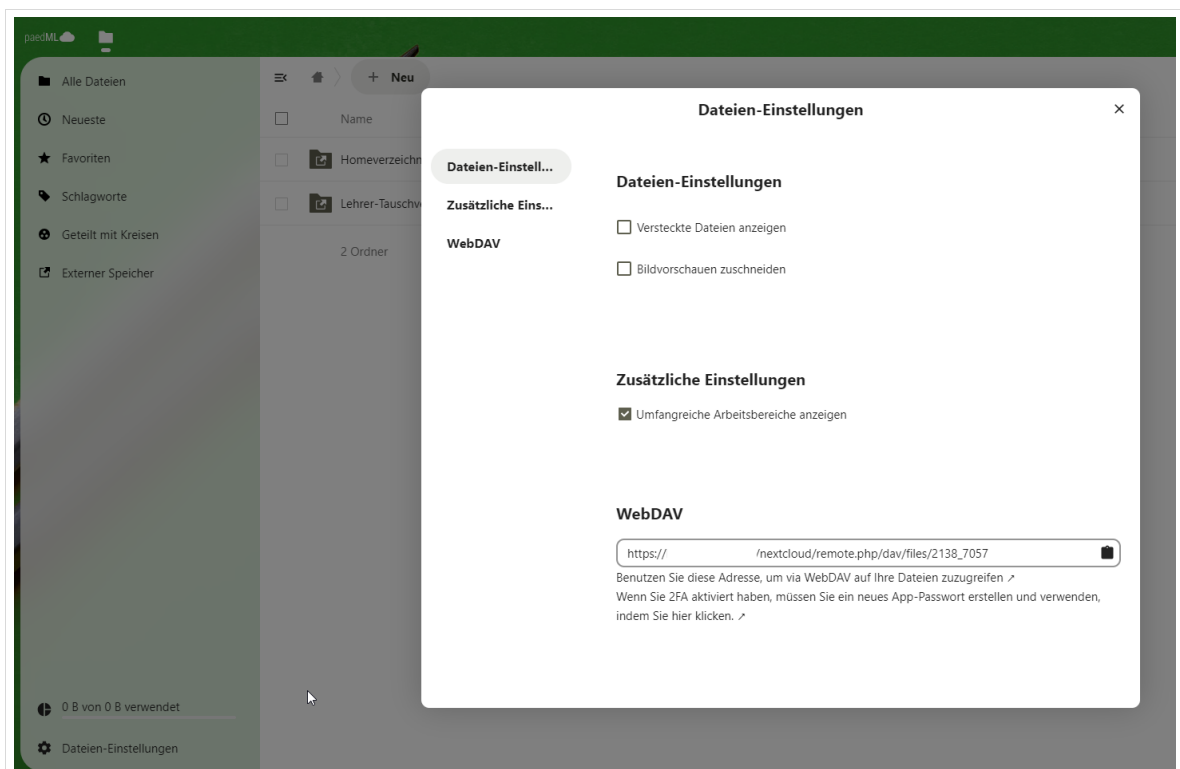 paedML
Alle Dateien
Neueste
Favoriten
Schlagworte
Geteilt mit Kreisen
Externer Speicher
0 B von 0 B verwendet
Dateien-Einstellungen
+ Neu
Name
Homeverzeichn
Lehrer-Tauschv
2 Ordner
Dateien-Einstellungen
Dateien-Einstell...
Zusätzliche Eins...
WebDAV
Dateien-Einstellungen
Versteckte Dateien anzeigen
Bildvorschauen zuschneiden
Zusätzliche Einstellungen
Umfangreiche Arbeitsbereiche anzeigen
WebDAV
https:// /nextcloud/remote.php/dav/files/2138_7057
Benutzen Sie diese Adresse, um via WebDAV auf Ihre Dateien zuzugreifen ↗
Wenn Sie 2FA aktiviert haben, müssen Sie ein neues App-Passwort erstellen und verwenden,
indem Sie hier klicken. ↗